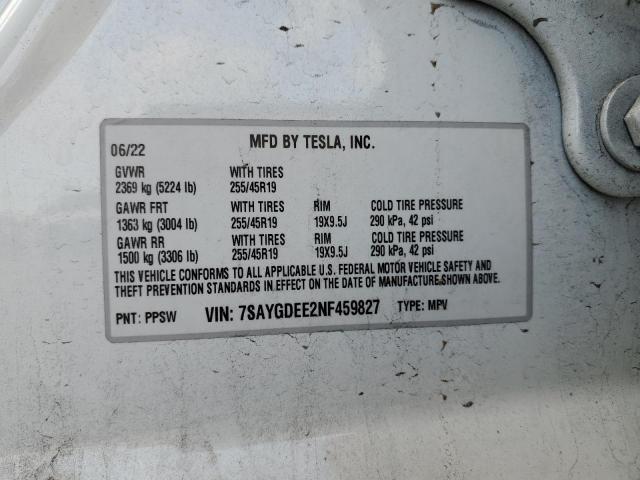 06/22 MFD BY TESLA, INC.
GVWR WITH TIRES
2369 kg (5224 lb) 255/45R19
GAWR FRT WITH TIRES RIM COLD TIRE PRESSURE
1363 kg (3004 lb) 255/45R19 19X9.5J 290 kPa, 42 psi
GAWR RR WITH TIRES RIM COLD TIRE PRESSURE
1500 kg (3306 lb) 255/45R19 19X9.5J 290 kPa, 42 psi
THIS VEHICLE CONFORMS TO ALL APPLICABLE U.S. FEDERAL MOTOR VEHICLE SAFETY AND
THEFT PREVENTION STANDARDS IN EFFECT ON THE DATE OF MANUFACTURE SHOWN ABOVE.
PNT: PPSW VIN: 7SAYGDEE2NF459827 TYPE: MPV